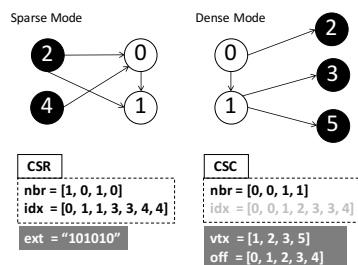 Sparse Mode
Dense Mode
2
0
4
1
0
2
3
1
5
CSR
nbr = [1, 0, 1, 0]
idx = [0, 1, 1, 3, 3, 4, 4]
ext = “101010”
CSC
nbr = [0, 0, 1, 1]
idx = [0, 0, 1, 2, 3, 3, 4]
vtx = [1, 2, 3, 5]
off = [0, 1, 2, 3, 4]